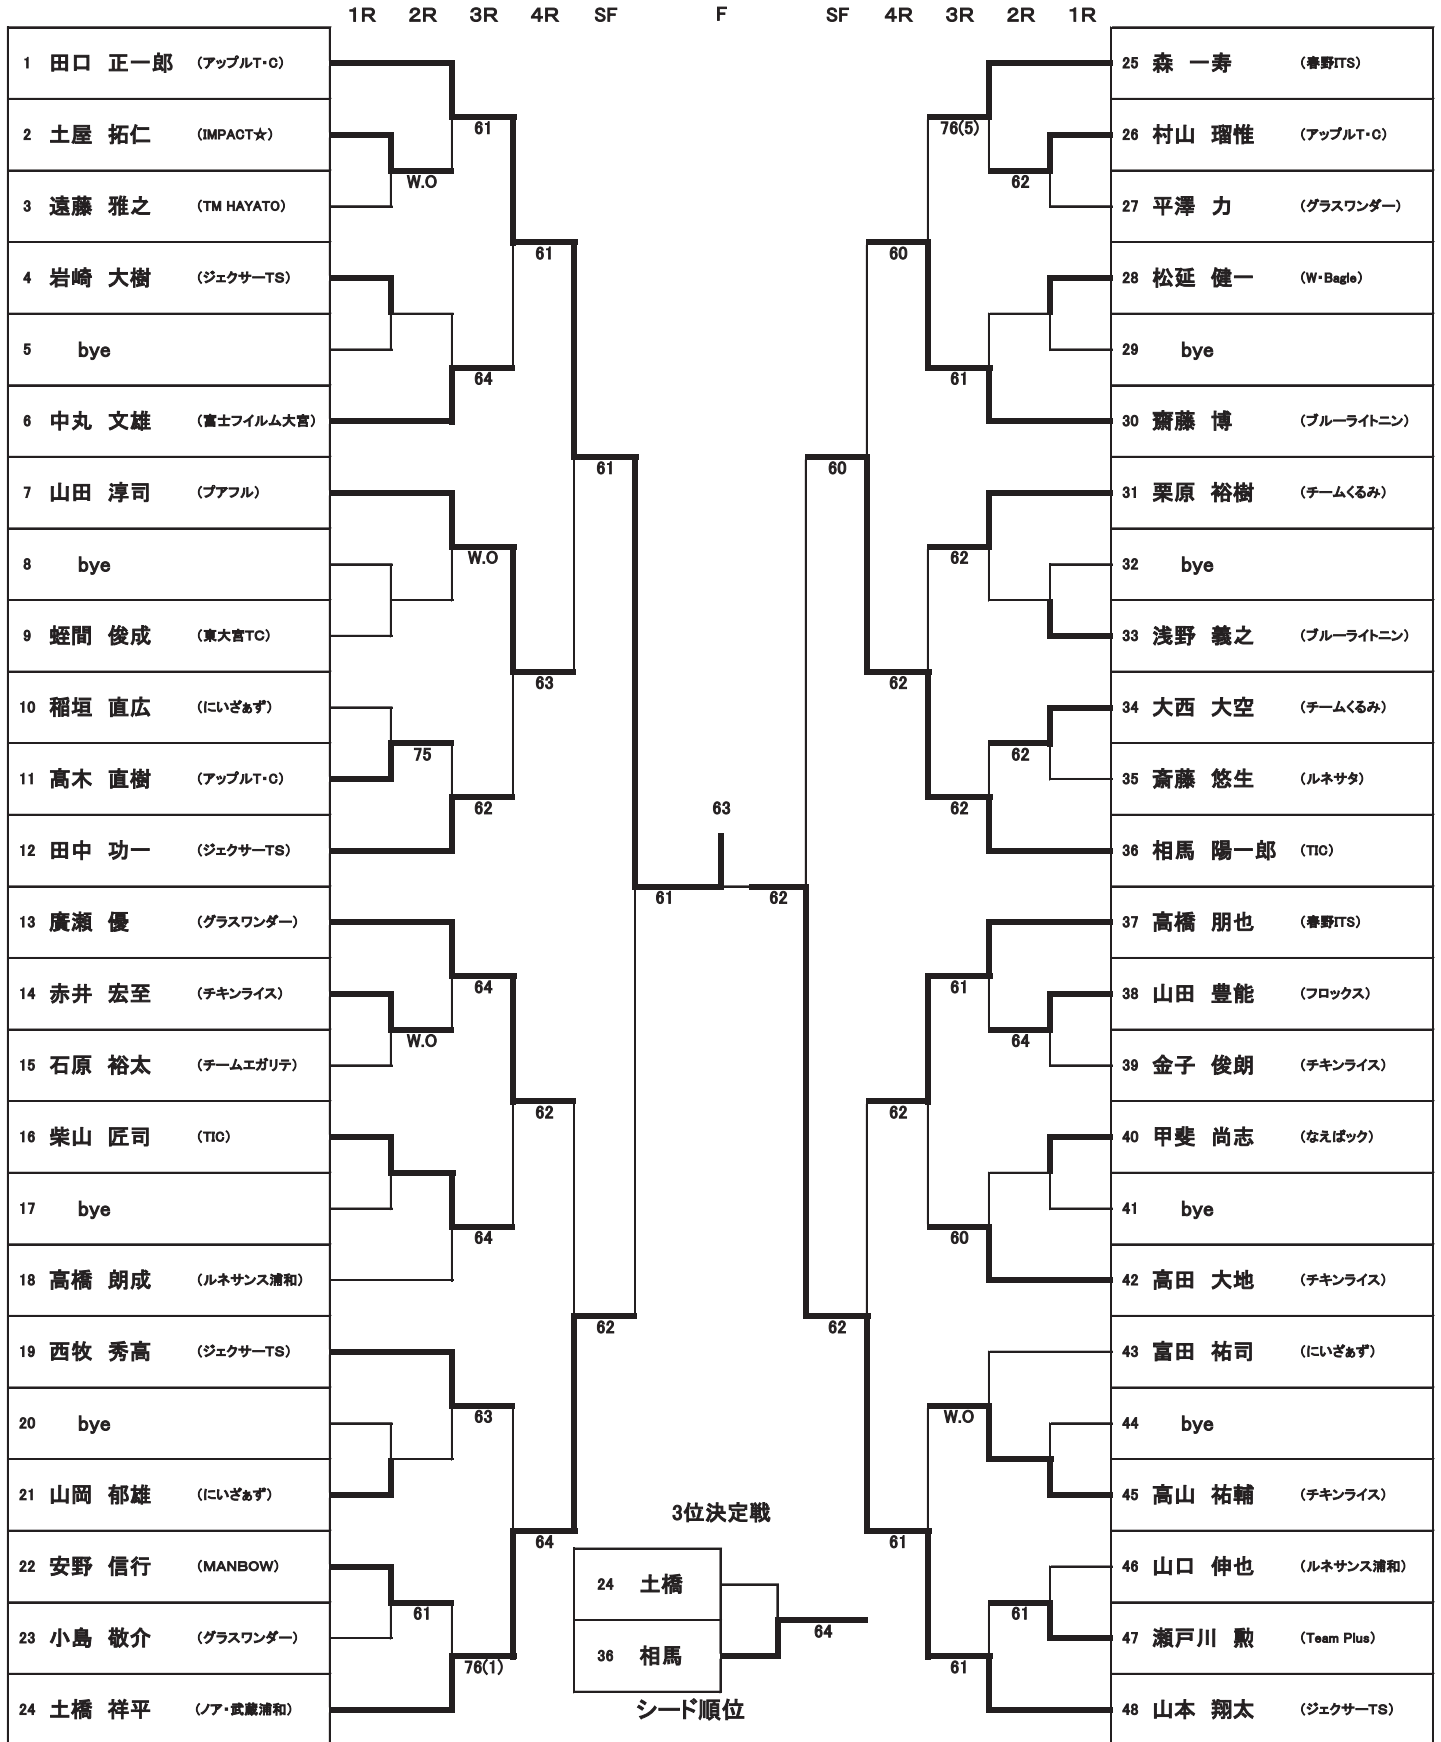 1R 2R 3R 4R SF F SF 4R 3R 2R 1R
1 田口 正一郎 (アップルT・C)
2 土屋 拓仁 (IMPACT☆)
3 遠藤 雅之 (TM HAYATO)
4 岩崎 大樹 (ジェクサーTS)
5 bye
6 中丸 文雄 (富士フイルム大宮)
7 山田 淳司 (プアフル)
8 bye
9 蛭間 俊成 (東大宮TC)
10 稲垣 直広 (にいざぁず)
11 髙木 直樹 (アップルT・C)
12 田中 功一 (ジェクサーTS)
13 廣瀬 優 (グラスワンダー)
14 赤井 宏至 (チキンライス)
15 石原 裕太 (チームエガリテ)
16 柴山 匠司 (TIC)
17 bye
18 高橋 朗成 (ルネサンス浦和)
19 西牧 秀高 (ジェクサーTS)
20 bye
21 山岡 郁雄 (にいざぁず)
22 安野 信行 (MANBOW)
23 小島 敬介 (グラスワンダー)
24 土橋 祥平 (ノア・武蔵浦和)
W.O
W.O
75
61
61
64
W.O
62
64
64
63
76(1)
61
63
62
64
61
62
61
63
62
60
62
60
62
62
61
76(5)
61
62
62
61
60
W.O
61
62
62
64
61
25 森 一寿 (春野ITS)
26 村山 瑠惟 (アップルT・C)
27 平澤 力 (グラスワンダー)
28 松延 健一 (W・Bagle)
29 bye
30 齋藤 博 (ブルーライトニン)
31 栗原 裕樹 (チームくるみ)
32 bye
33 浅野 義之 (ブルーライトニン)
34 大西 大空 (チームくるみ)
35 斎藤 悠生 (ルネサタ)
36 相馬 陽一郎 (TIC)
37 高橋 朋也 (春野ITS)
38 山田 豊能 (フロックス)
39 金子 俊朗 (チキンライス)
40 甲斐 尚志 (なえぱック)
41 bye
42 高田 大地 (チキンライス)
43 富田 祐司 (にいざぁず)
44 bye
45 高山 祐輔 (チキンライス)
46 山口 伸也 (ルネサンス浦和)
47 瀬戸川 勲 (Team Plus)
48 山本 翔太 (ジェクサーTS)
3位決定戦
24 土橋
36 相馬
64
シード順位